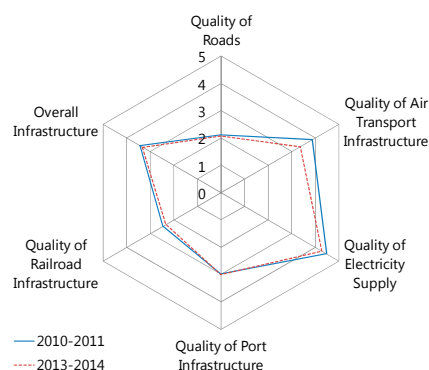 Quality of
Roads
5
4
3
2
1
0
Quality of Air
Transport
Infrastructure
Quality of
Electricity
Supply
Quality of Port
Infrastructure
Quality of
Railroad
Infrastructure
Overall
Infrastructure
2010-2011
2013-2014